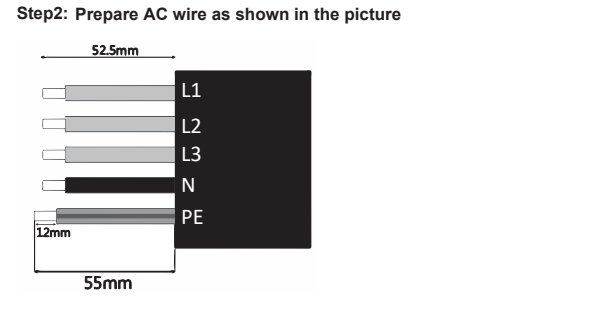 Step2: Prepare AC wire as shown in the picture
52.5mm
L1
L2
L3
N
PE
12mm
55mm